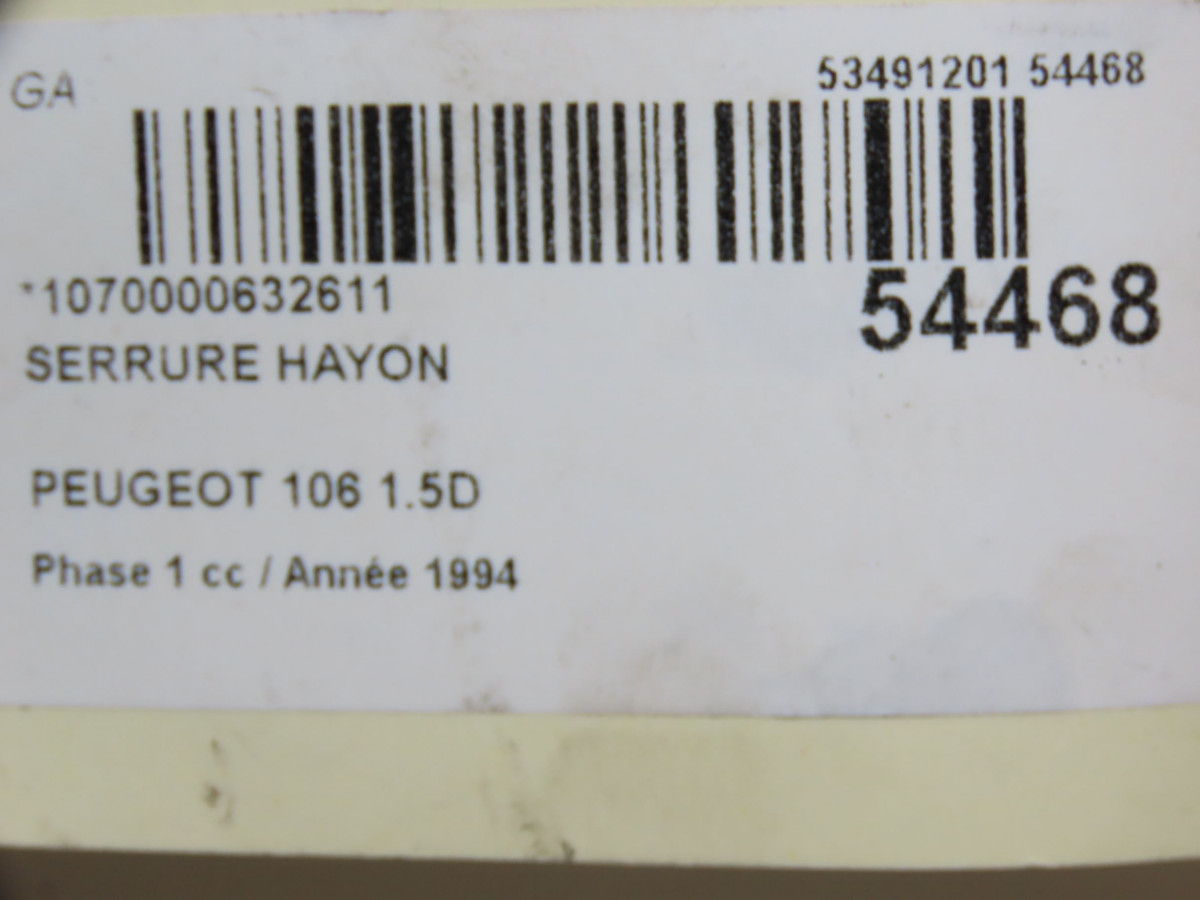 GA
53491201 54468
*1070000632611
54468
SERRURE HAYON
PEUGEOT 106 1.5D
Phase 1 cc / Année 1994